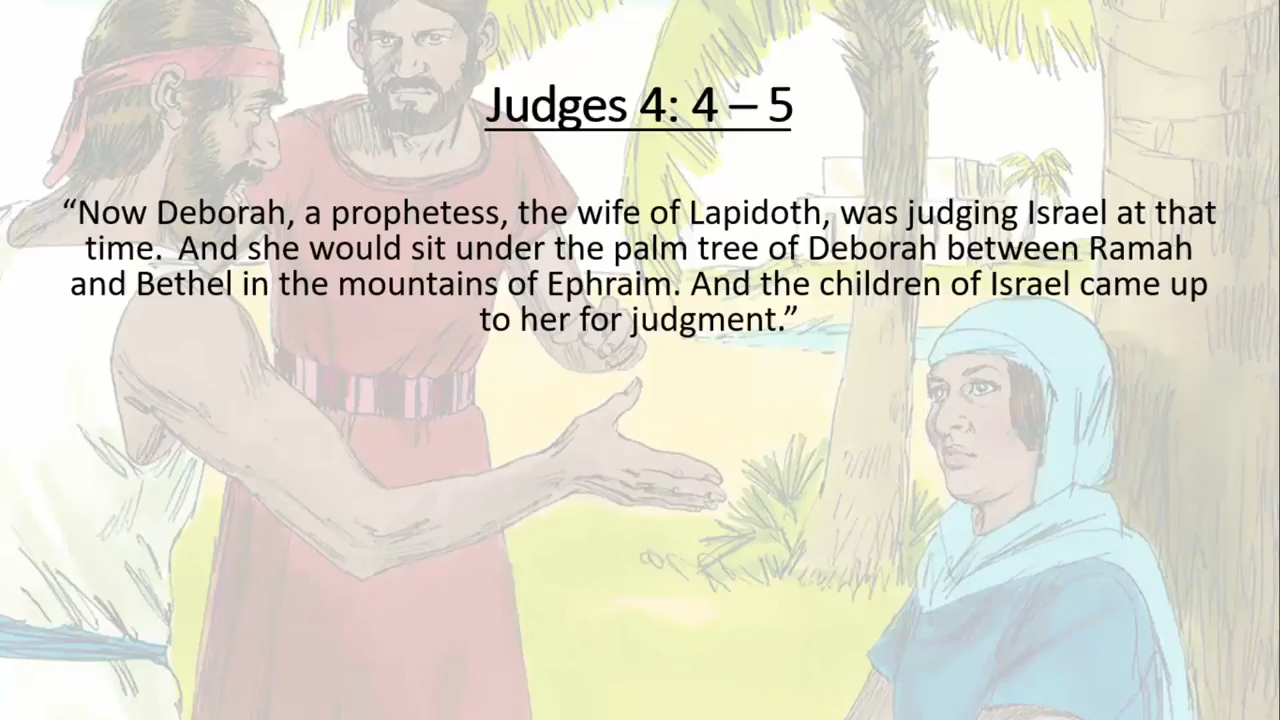 Judges 4: 4 – 5
“Now Deborah, a prophetess, the wife of Lapidoth, was judging Israel at that
time.  And she would sit under the palm tree of Deborah between Ramah
and Bethel in the mountains of Ephraim. And the children of Israel came up
to her for judgment.”